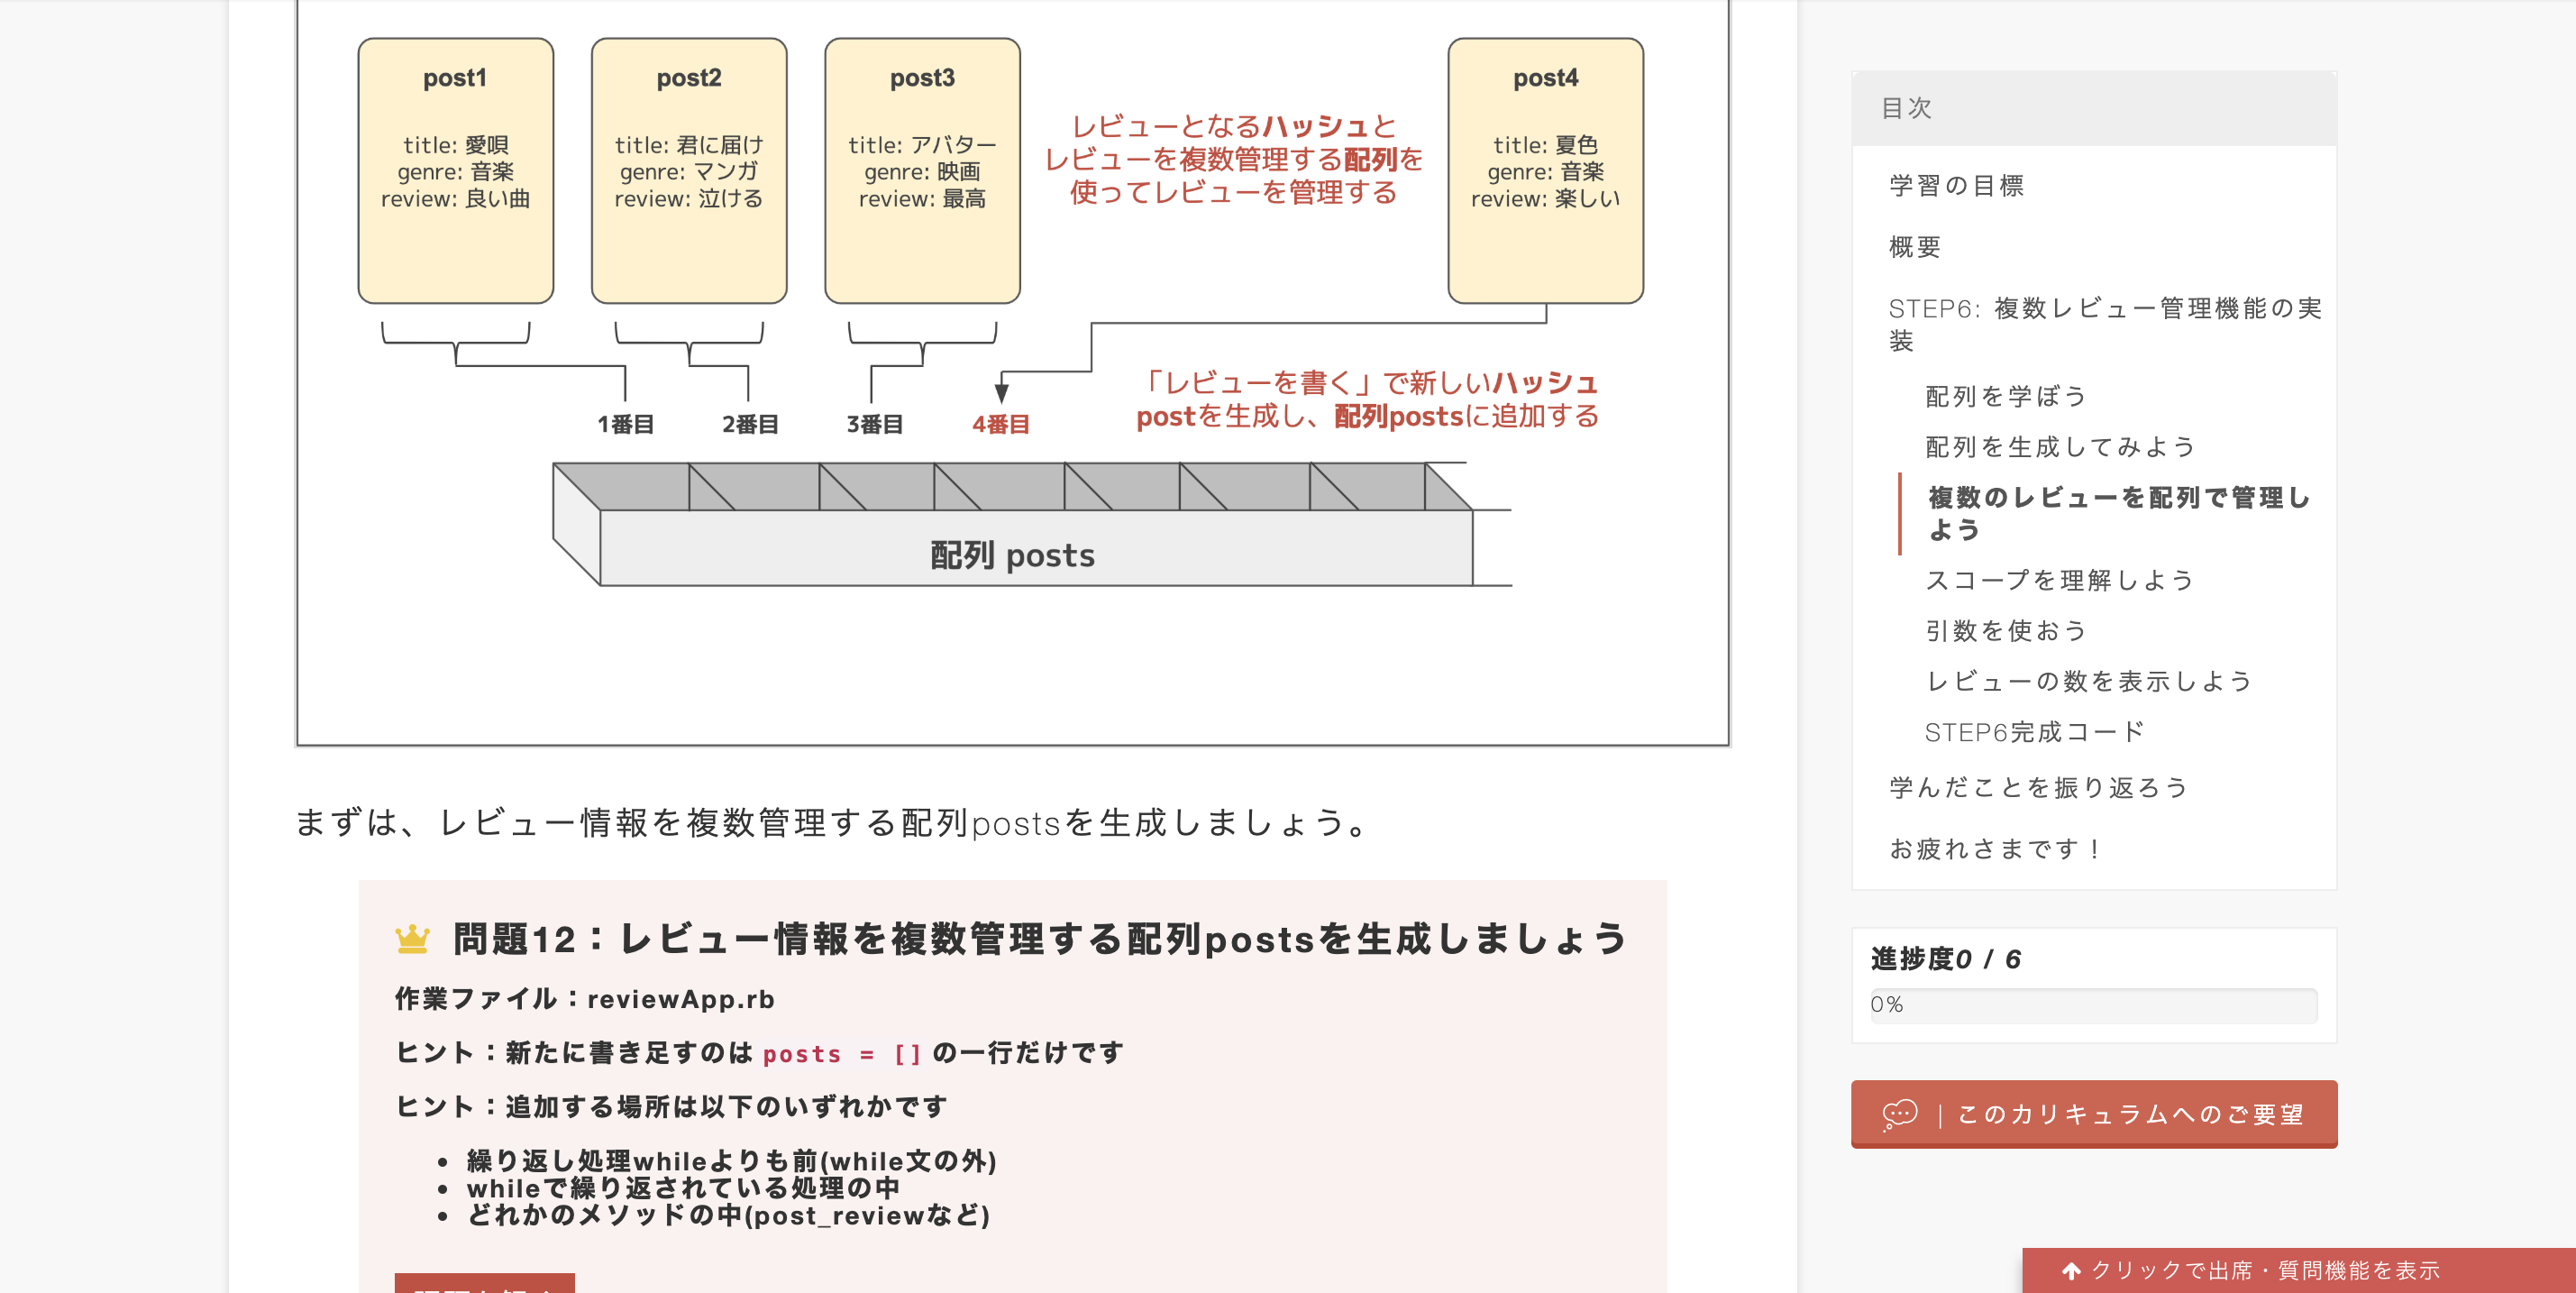 post1
title: 愛唄
genre: 音楽
review: 良い曲
post2
title: 君に届け
genre: マンガ
review: 泣ける
post3
title: アバター
genre: 映画
review: 最高
レビューとなるハッシュと
レビューを複数管理する配列を
使ってレビューを管理する
post4
title: 夏色
genre: 音楽
review: 楽しい
1番目
2番目
3番目
4番目
「レビューを書く」で新しいハッシュ
postを生成し、配列postsに追加する
配列 posts
まずは、レビュー情報を複数管理する配列postsを生成しましょう。
問題12：レビュー情報を複数管理する配列postsを生成しましょう
作業ファイル：reviewApp.rb
ヒント：新たに書き足すのは posts = [] の一行だけです
ヒント：追加する場所は以下のいずれかです
• 繰り返し処理whileよりも前(while文の外)
• whileで繰り返されている処理の中
• どれかのメソッドの中(post_reviewなど)
目次
学習の目標
概要
STEP6: 複数レビュー管理機能の実
装
配列を学ぼう
配列を生成してみよう
複数のレビューを配列で管理し
よう
スコープを理解しよう
引数を使おう
レビューの数を表示しよう
STEP6完成コード
学んだことを振り返ろう
お疲れさまです！
進捗度0 / 6
0%
| このカリキュラムへのご要望
クリックで出席・質問機能を表示